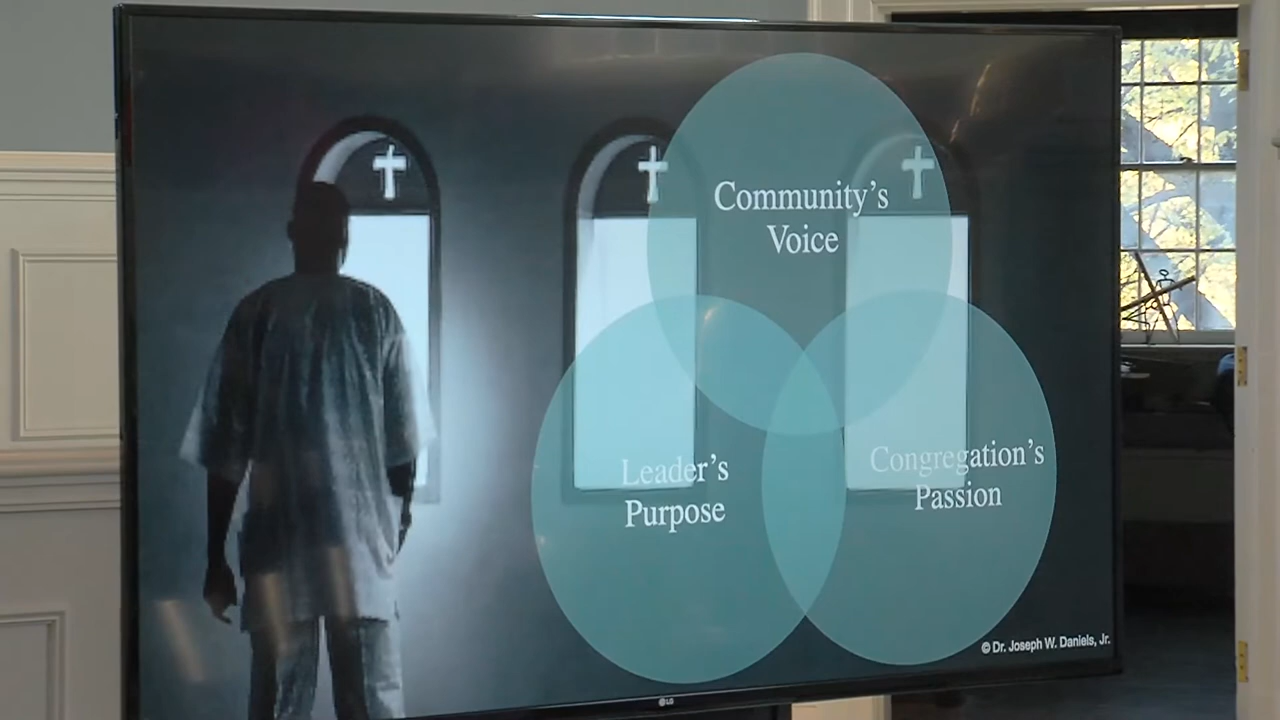 Community's
Voice
Leader's
Purpose
Congregation's
Passion
© Dr. Joseph W. Daniels, Jr.
LG